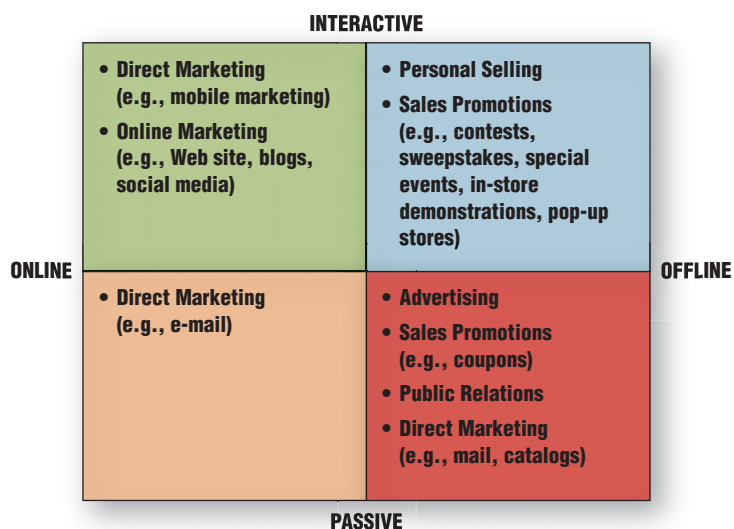 INTERACTIVE
• Direct Marketing
(e.g., mobile marketing)
• Online Marketing
(e.g., Web site, blogs,
social media)
• Personal Selling
• Sales Promotions
(e.g., contests,
sweepstakes, special
events, in-store
demonstrations, pop-up
stores)
ONLINE
OFFLINE
• Direct Marketing
(e.g., e-mail)
• Advertising
• Sales Promotions
(e.g., coupons)
• Public Relations
• Direct Marketing
(e.g., mail, catalogs)
PASSIVE